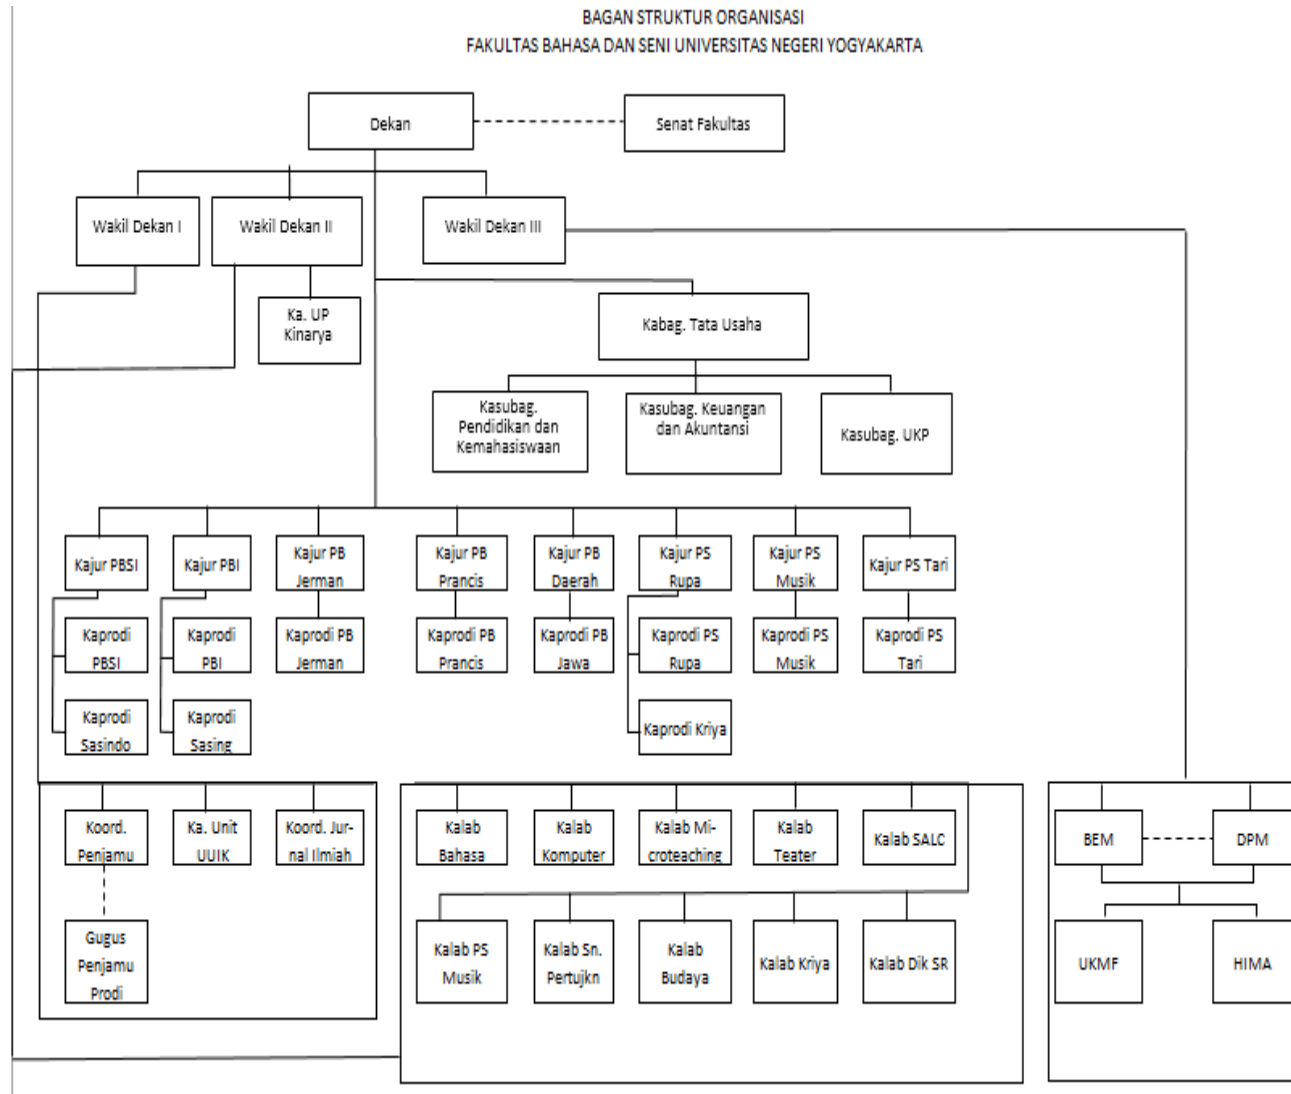 BAGAN STRUKTUR ORGANISASI
FAKULTAS BAHASA DAN SENI UNIVERSITAS NEGERI YOGYAKARTA
Dekan
Senat Fakultas
Wakil Dekan I
Wakil Dekan II
Wakil Dekan III
Ka. UP
Kinarya
Kabag. Tata Usaha
Kasubag.
Pendidikan dan
Kemahasiswaan
Kasubag. Keuangan
dan Akuntansi
Kasubag. UKP
Kajur PBSI
Kajur PBI
Kajur PB
Jerman
Kajur PB
Prancis
Kajur PB
Daerah
Kajur PS
Rupa
Kajur PS
Musik
Kajur PS Tari
Kaprodi
PBSI
Kaprodi
PBI
Kaprodi PB
Jerman
Kaprodi PB
Prancis
Kaprodi PB
Jawa
Kaprodi PS
Rupa
Kaprodi PS
Musik
Kaprodi PS
Tari
Kaprodi
Sasindo
Kaprodi
Sasing
Kaprodi Kriya
Koord.
Penjamu
Ka. Unit
UUIK
Koord. Jur-
nal Ilmiah
Kalab
Bahasa
Kalab
Komputer
Kalab Mi-
croteaching
Kalab
Teater
Kalab SALC
BEM
DPM
Gugus
Penjamu
Prodi
Kalab PS
Musik
Kalab Sn.
Pertujkn
Kalab
Budaya
Kalab Kriya
Kalab Dik SR
UKMF
HIMA